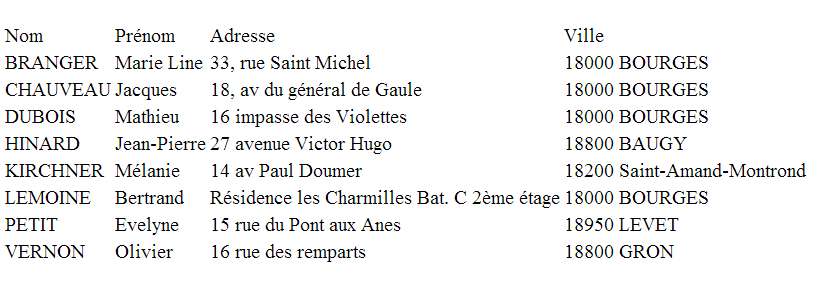 Nom Prénom Adresse Ville
BRANGER Marie Line 33, rue Saint Michel 18000 BOURGES
CHAUVEAU Jacques 18, av du général de Gaule 18000 BOURGES
DUBOIS Mathieu 16 impasse des Violettes 18000 BOURGES
HINARD Jean-Pierre 27 avenue Victor Hugo 18800 BAUGY
KIRCHNER Mélanie 14 av Paul Doumer 18200 Saint-Amand-Montrond
LEMOINE Bertrand Résidence les Charmilles Bat. C 2ème étage 18000 BOURGES
PETIT Evelyne 15 rue du Pont aux Anes 18950 LEVET
VERNON Olivier 16 rue des remparts 18800 GRON